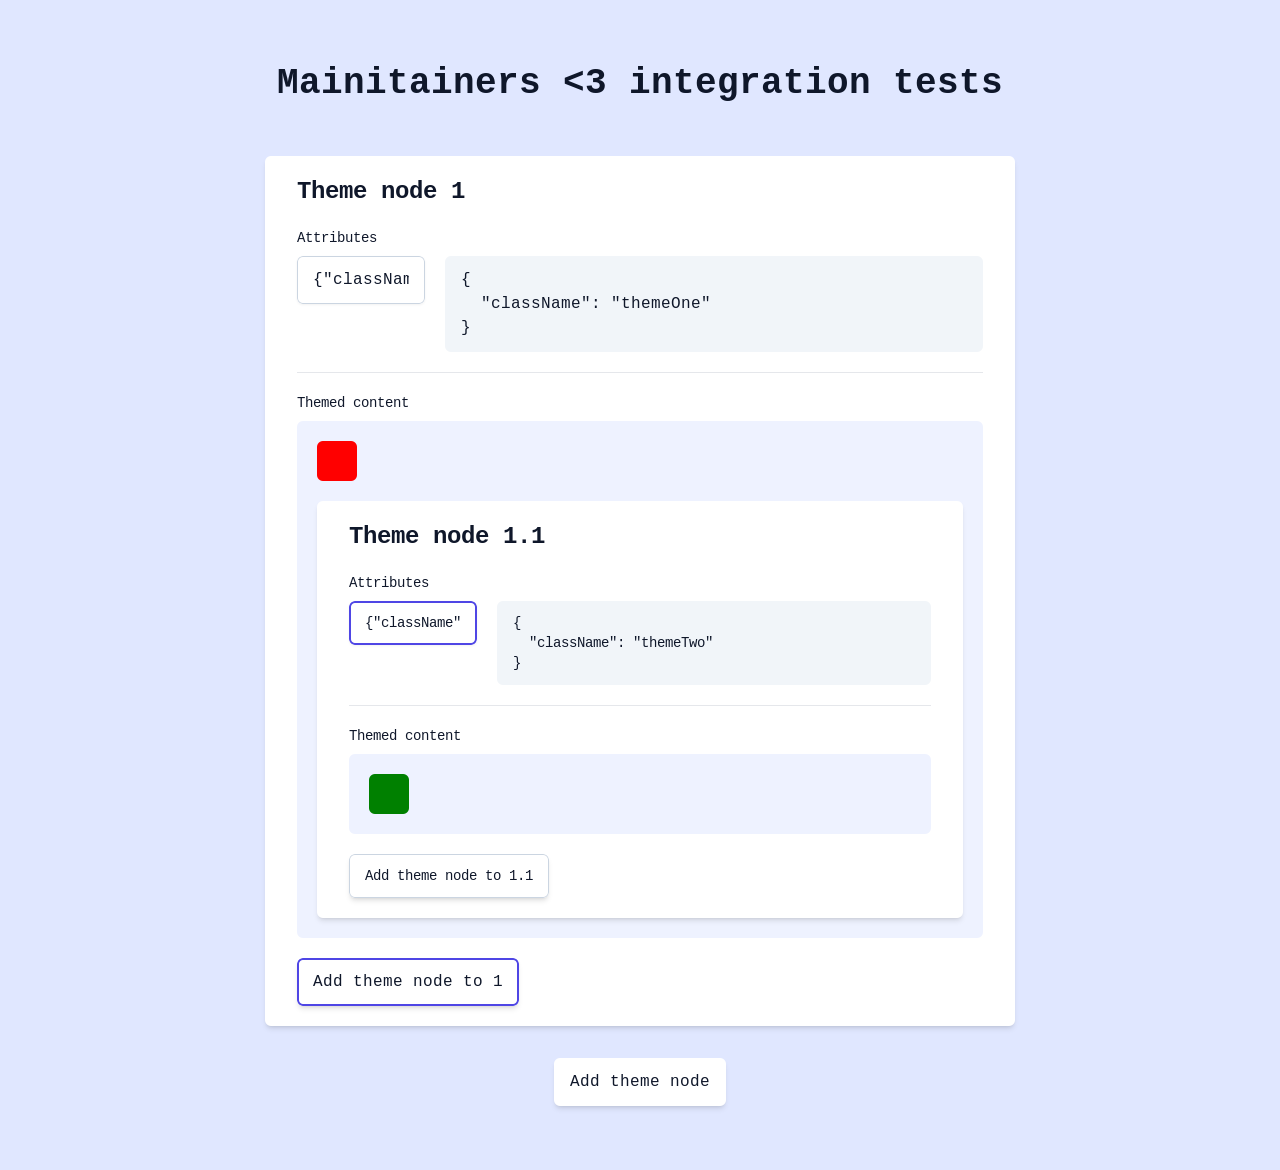 Mainitainers <3 integration tests
Theme node 1
Attributes
{"classNam
{
"className": "themeOne"
}
Themed content
Theme node 1.1
Attributes
{"className"
{
"className": "themeTwo"
}
Themed content
Add theme node to 1.1
Add theme node to 1
Add theme node